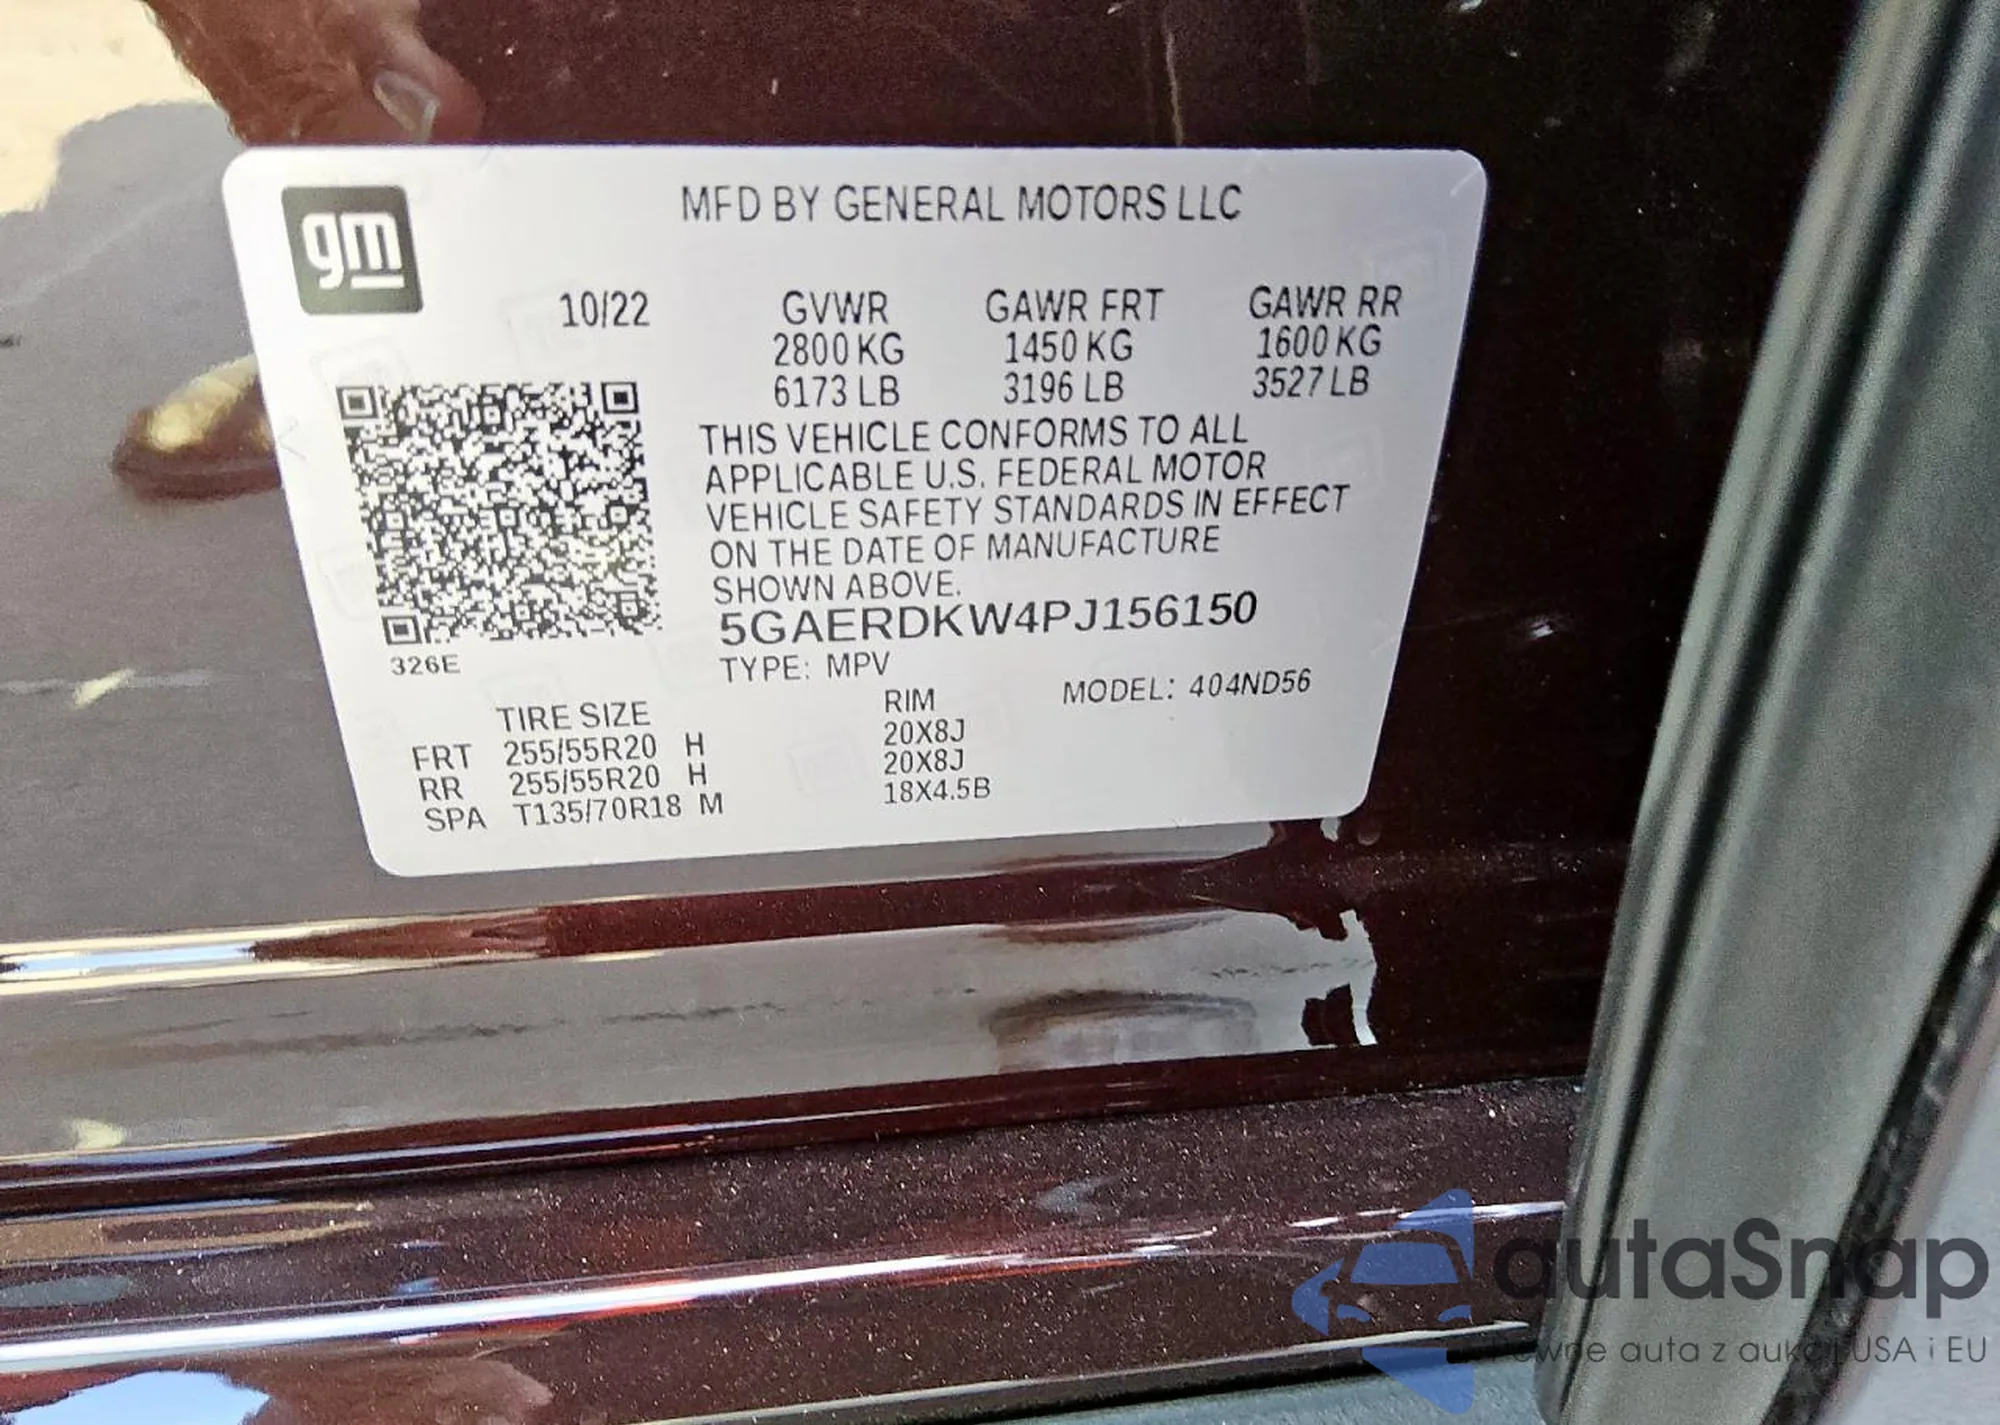 gm
MFD BY GENERAL MOTORS LLC
10/22 GVWR GAWR FRT GAWR RR
2800 KG 1450 KG 1600 KG
6173 LB 3196 LB 3527 LB
THIS VEHICLE CONFORMS TO ALL
APPLICABLE U.S. FEDERAL MOTOR
VEHICLE SAFETY STANDARDS IN EFFECT
ON THE DATE OF MANUFACTURE
SHOWN ABOVE.
5GAERDKW4PJ156150
326E
TYPE: MPV MODEL: 404ND56
TIRE SIZE RIM
FRT 255/55R20 H 20X8J
RR 255/55R20 H 20X8J
SPA T135/70R18 M 18X4.5B
autaSnap
auta z USA i EU